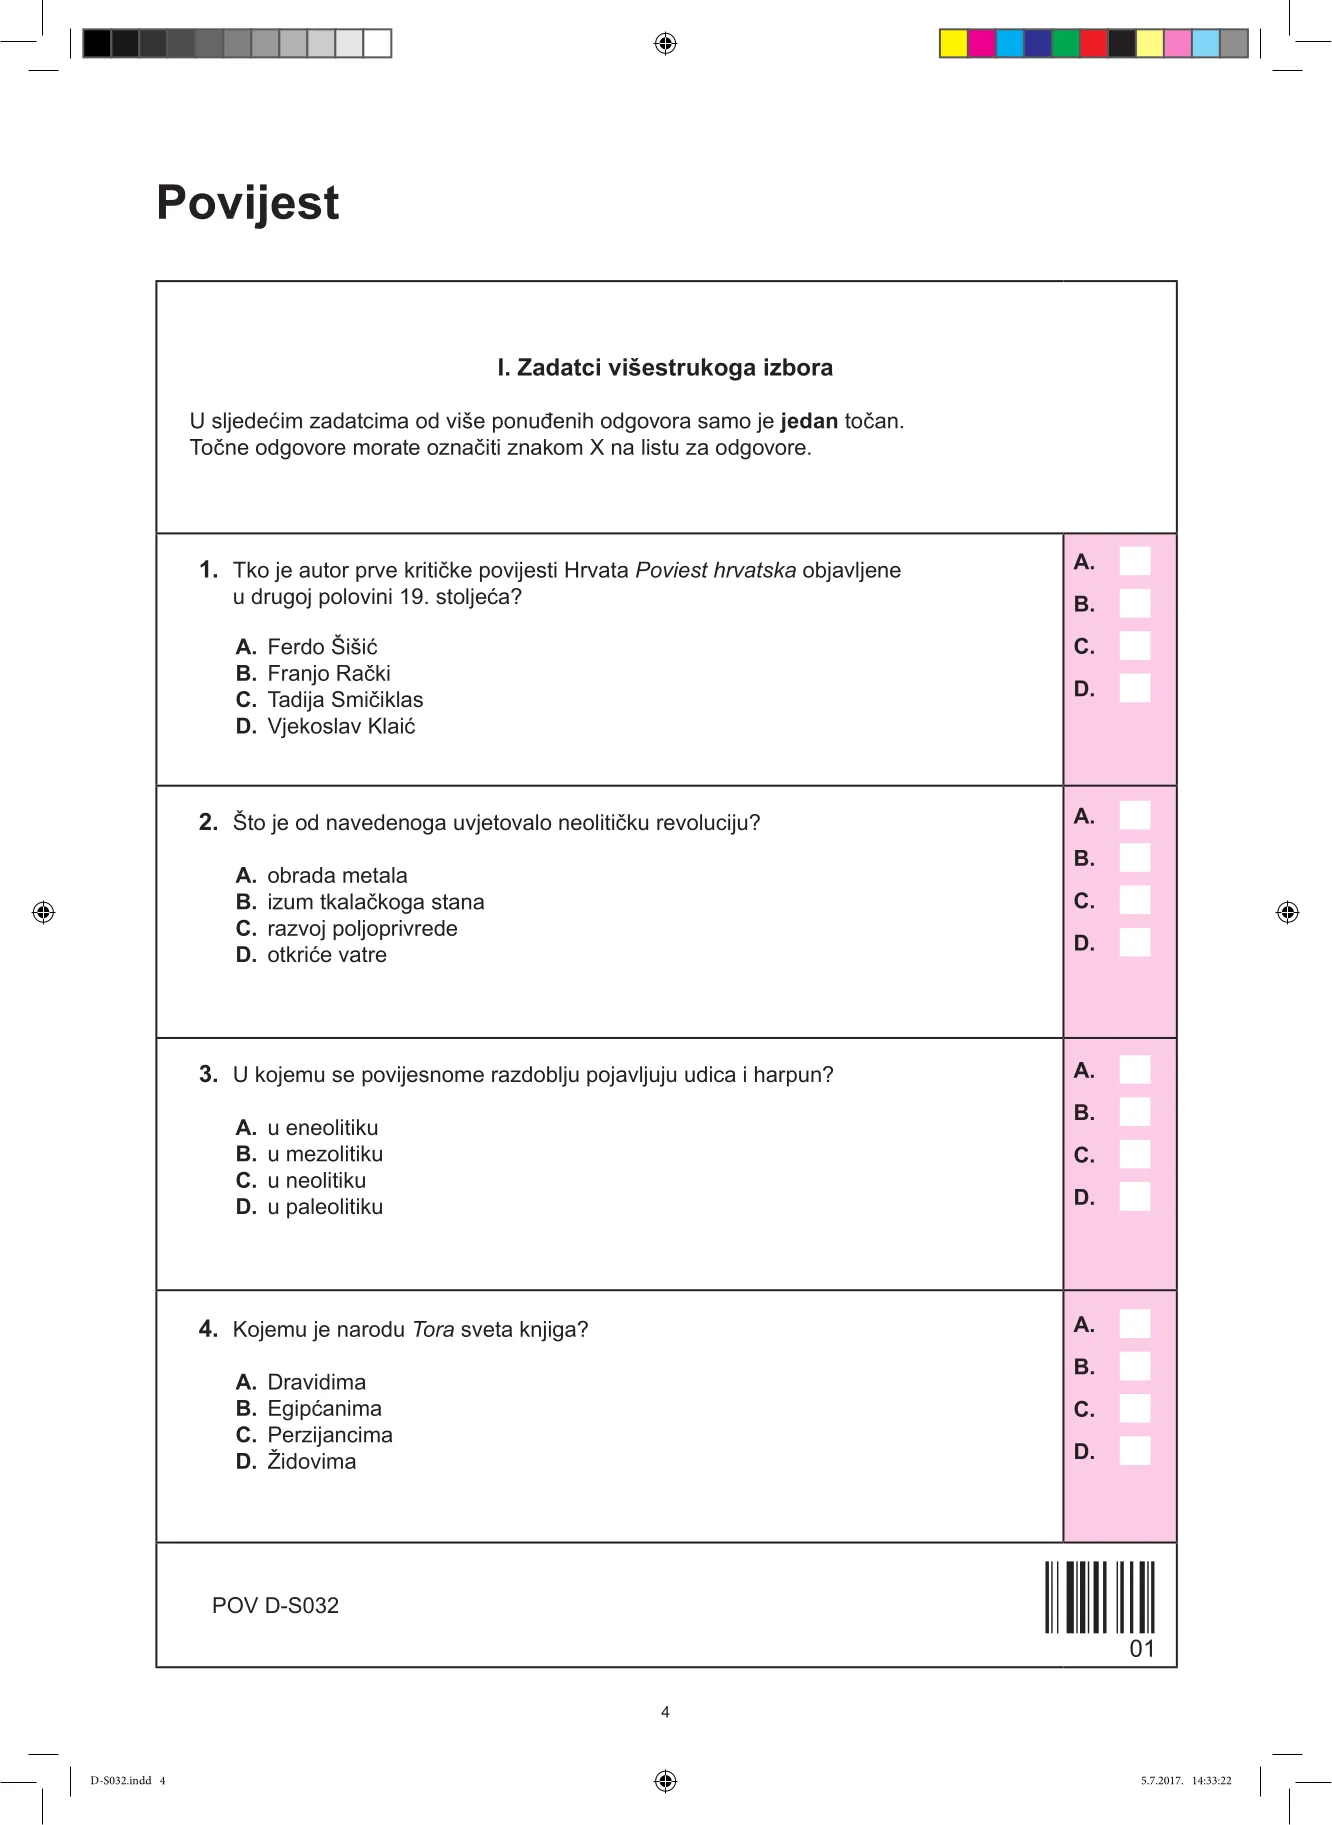 Povijest
I. Zadatci višestrukoga izbora
U sljedećim zadatcima od više ponuđenih odgovora samo je jedan točan.
Točne odgovore morate označiti znakom X na listu za odgovore.
1. Tko je autor prve kritičke povijesti Hrvata Poviest hrvatska objavljene
u drugoj polovini 19. stoljeća?
A. Ferdo Šišić
B. Franjo Rački
C. Tadija Smičiklas
D. Vjekoslav Klaić
A.
B.
C.
D.
2. Što je od navedenoga uvjetovalo neolitičku revoluciju?
A. obrada metala
B. izum tkalačkoga stana
C. razvoj poljoprivrede
D. otkriće vatre
A.
B.
C.
D.
3. U kojemu se povijesnome razdoblju pojavljuju udica i harpun?
A. u eneolitiku
B. u mezolitiku
C. u neolitiku
D. u paleolitiku
A.
B.
C.
D.
4. Kojemu je narodu Tora sveta knjiga?
A. Dravidima
B. Egipćanima
C. Perzijancima
D. Židovima
A.
B.
C.
D.
POV D-S032
01
4
D-S032.indd 4
5.7.2017. 14:33:22